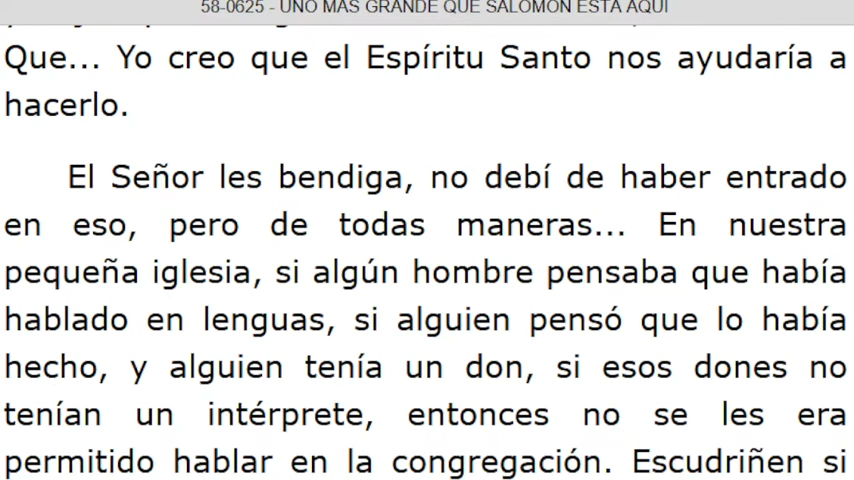 58-0625 - UNO MAS GRANDE QUE SALOMON ESTA AQUI
Que... Yo creo que el Espíritu Santo nos ayudaría a
hacerlo.
El Señor les bendiga, no debí de haber entrado
en eso, pero de todas maneras... En nuestra
pequeña iglesia, si algún hombre pensaba que había
hablado en lenguas, si alguien pensó que lo había
hecho, y alguien tenía un don, si esos dones no
tenían un intérprete, entonces no se les era
permitido hablar en la congregación. Escudriñen si